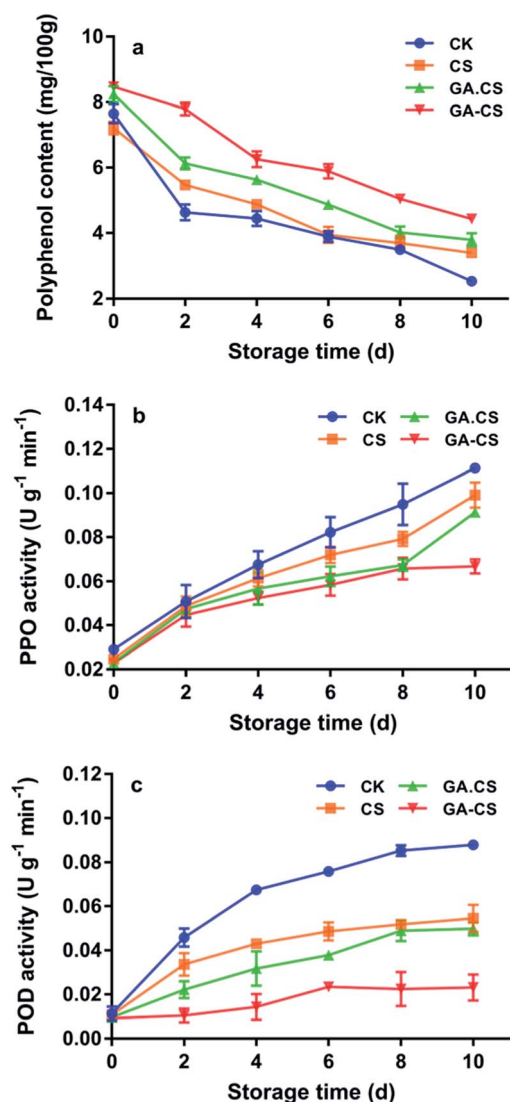 a
CK
CS
GA.CS
GA-CS
Polyphenol content (mg/100g)
10
8
6
4
2
0 2 4 6 8 10
Storage time (d)
b
CK GA.CS
CS GA-CS
PPO activity (U g⁻¹ min⁻¹)
0.14
0.12
0.10
0.08
0.06
0.04
0.02
0 2 4 6 8 10
Storage time (d)
c
CK GA.CS
CS GA-CS
POD activity (U g⁻¹ min⁻¹)
0.12
0.10
0.08
0.06
0.04
0.02
0.00
0 2 4 6 8 10
Storage time (d)